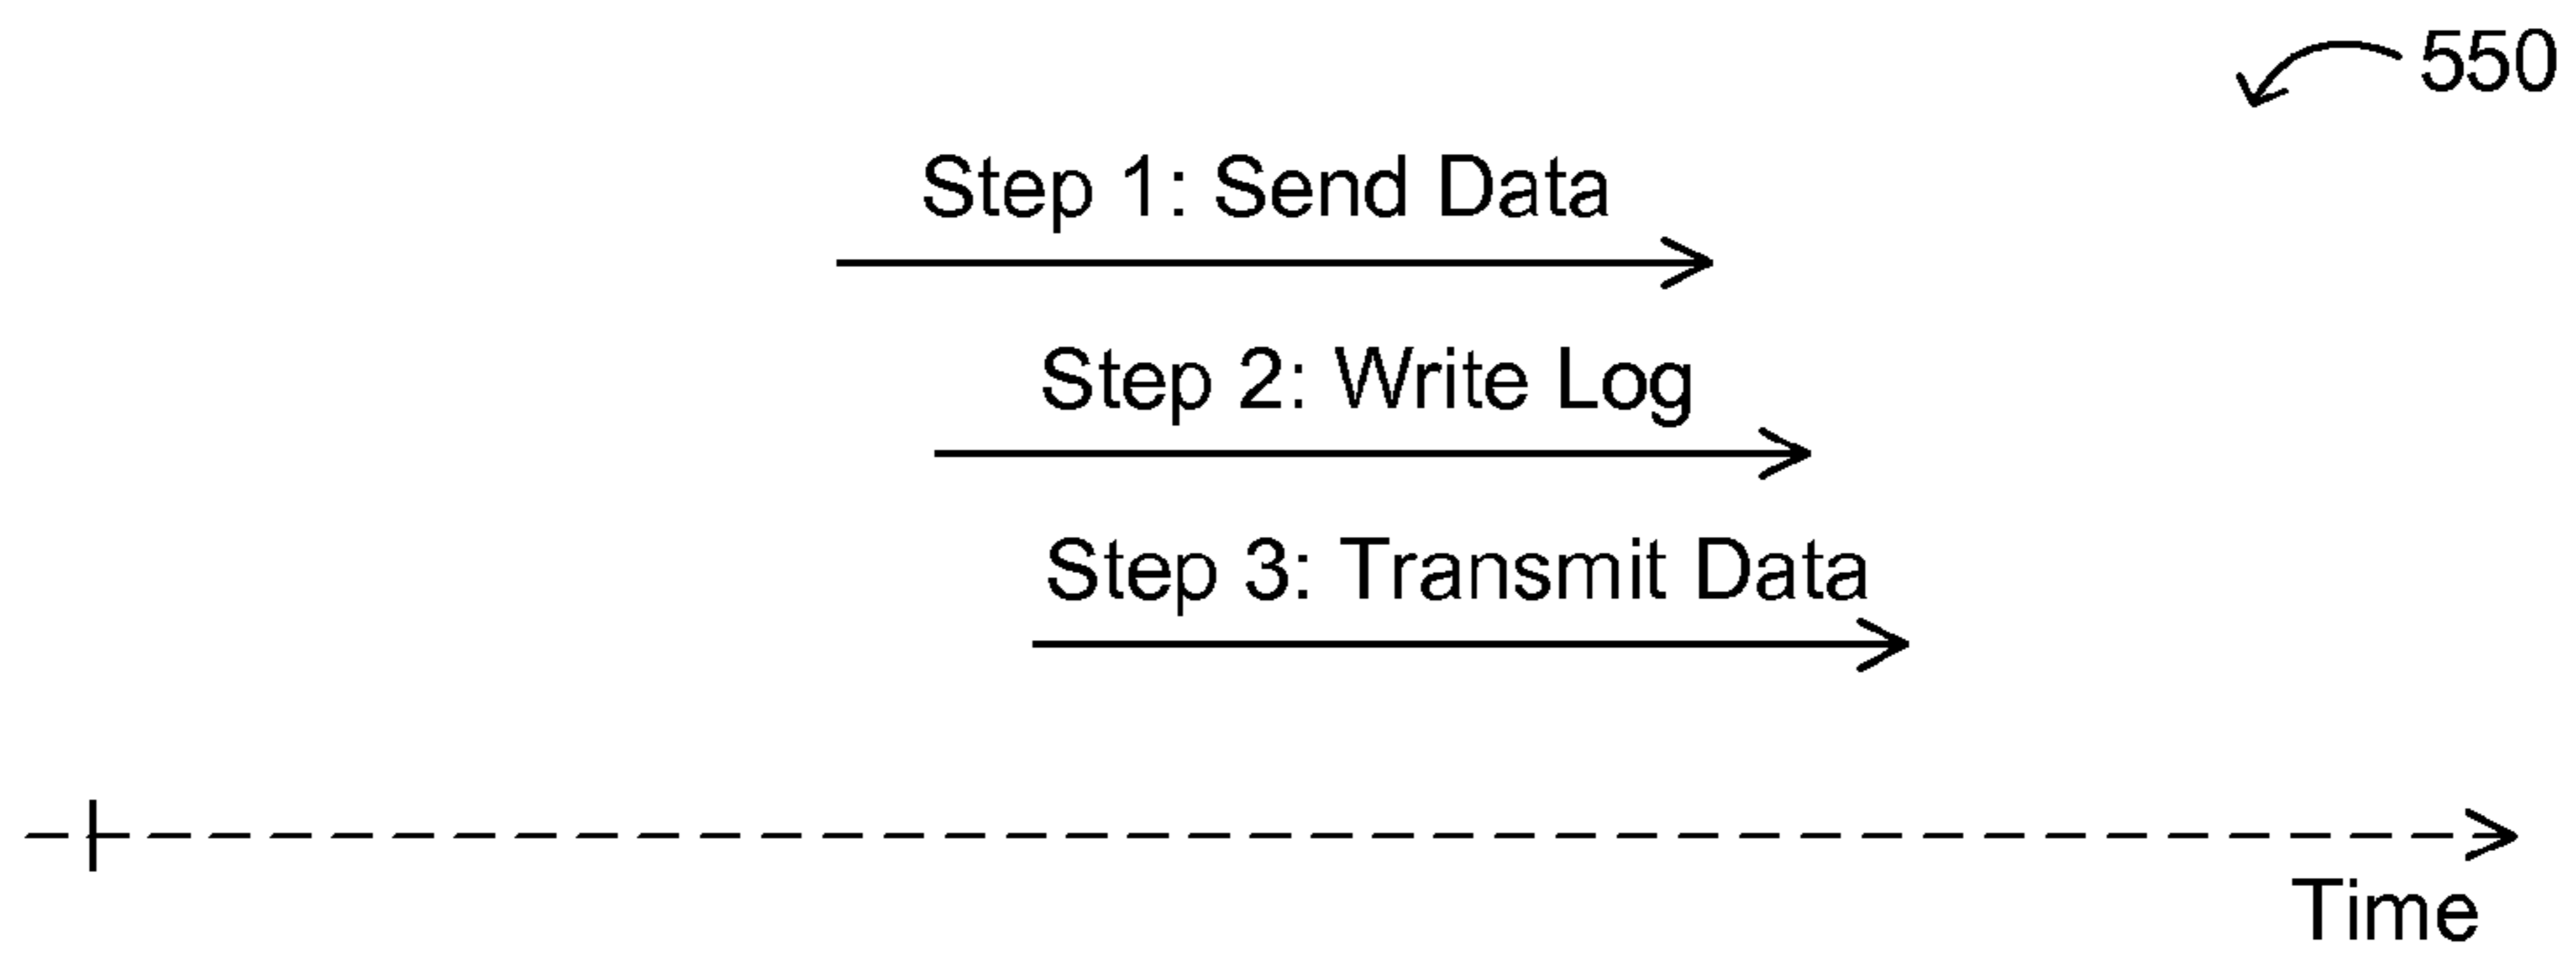 550
Step 1: Send Data
Step 2: Write Log
Step 3: Transmit Data
Time